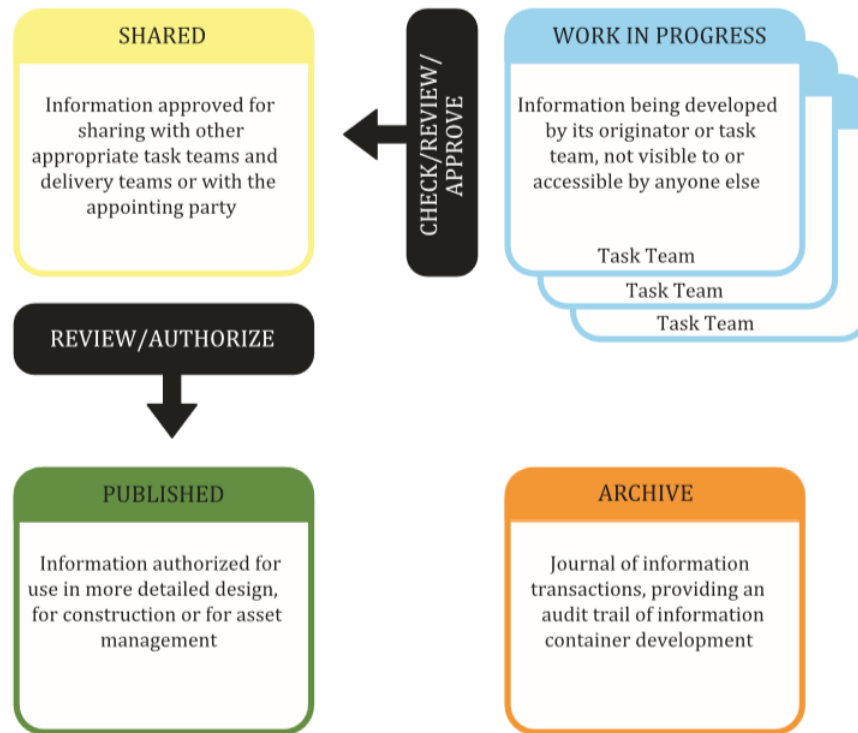 SHARED
Information approved for
sharing with other
appropriate task teams and
delivery teams or with the
appointing party
CHECK/REVIEW/
APPROVE
WORK IN PROGRESS
Information being developed
by its originator or task
team, not visible to or
accessible by anyone else
Task Team
Task Team
Task Team
REVIEW/AUTHORIZE
PUBLISHED
Information authorized for
use in more detailed design,
for construction or for asset
management
ARCHIVE
Journal of information
transactions, providing an
audit trail of information
container development